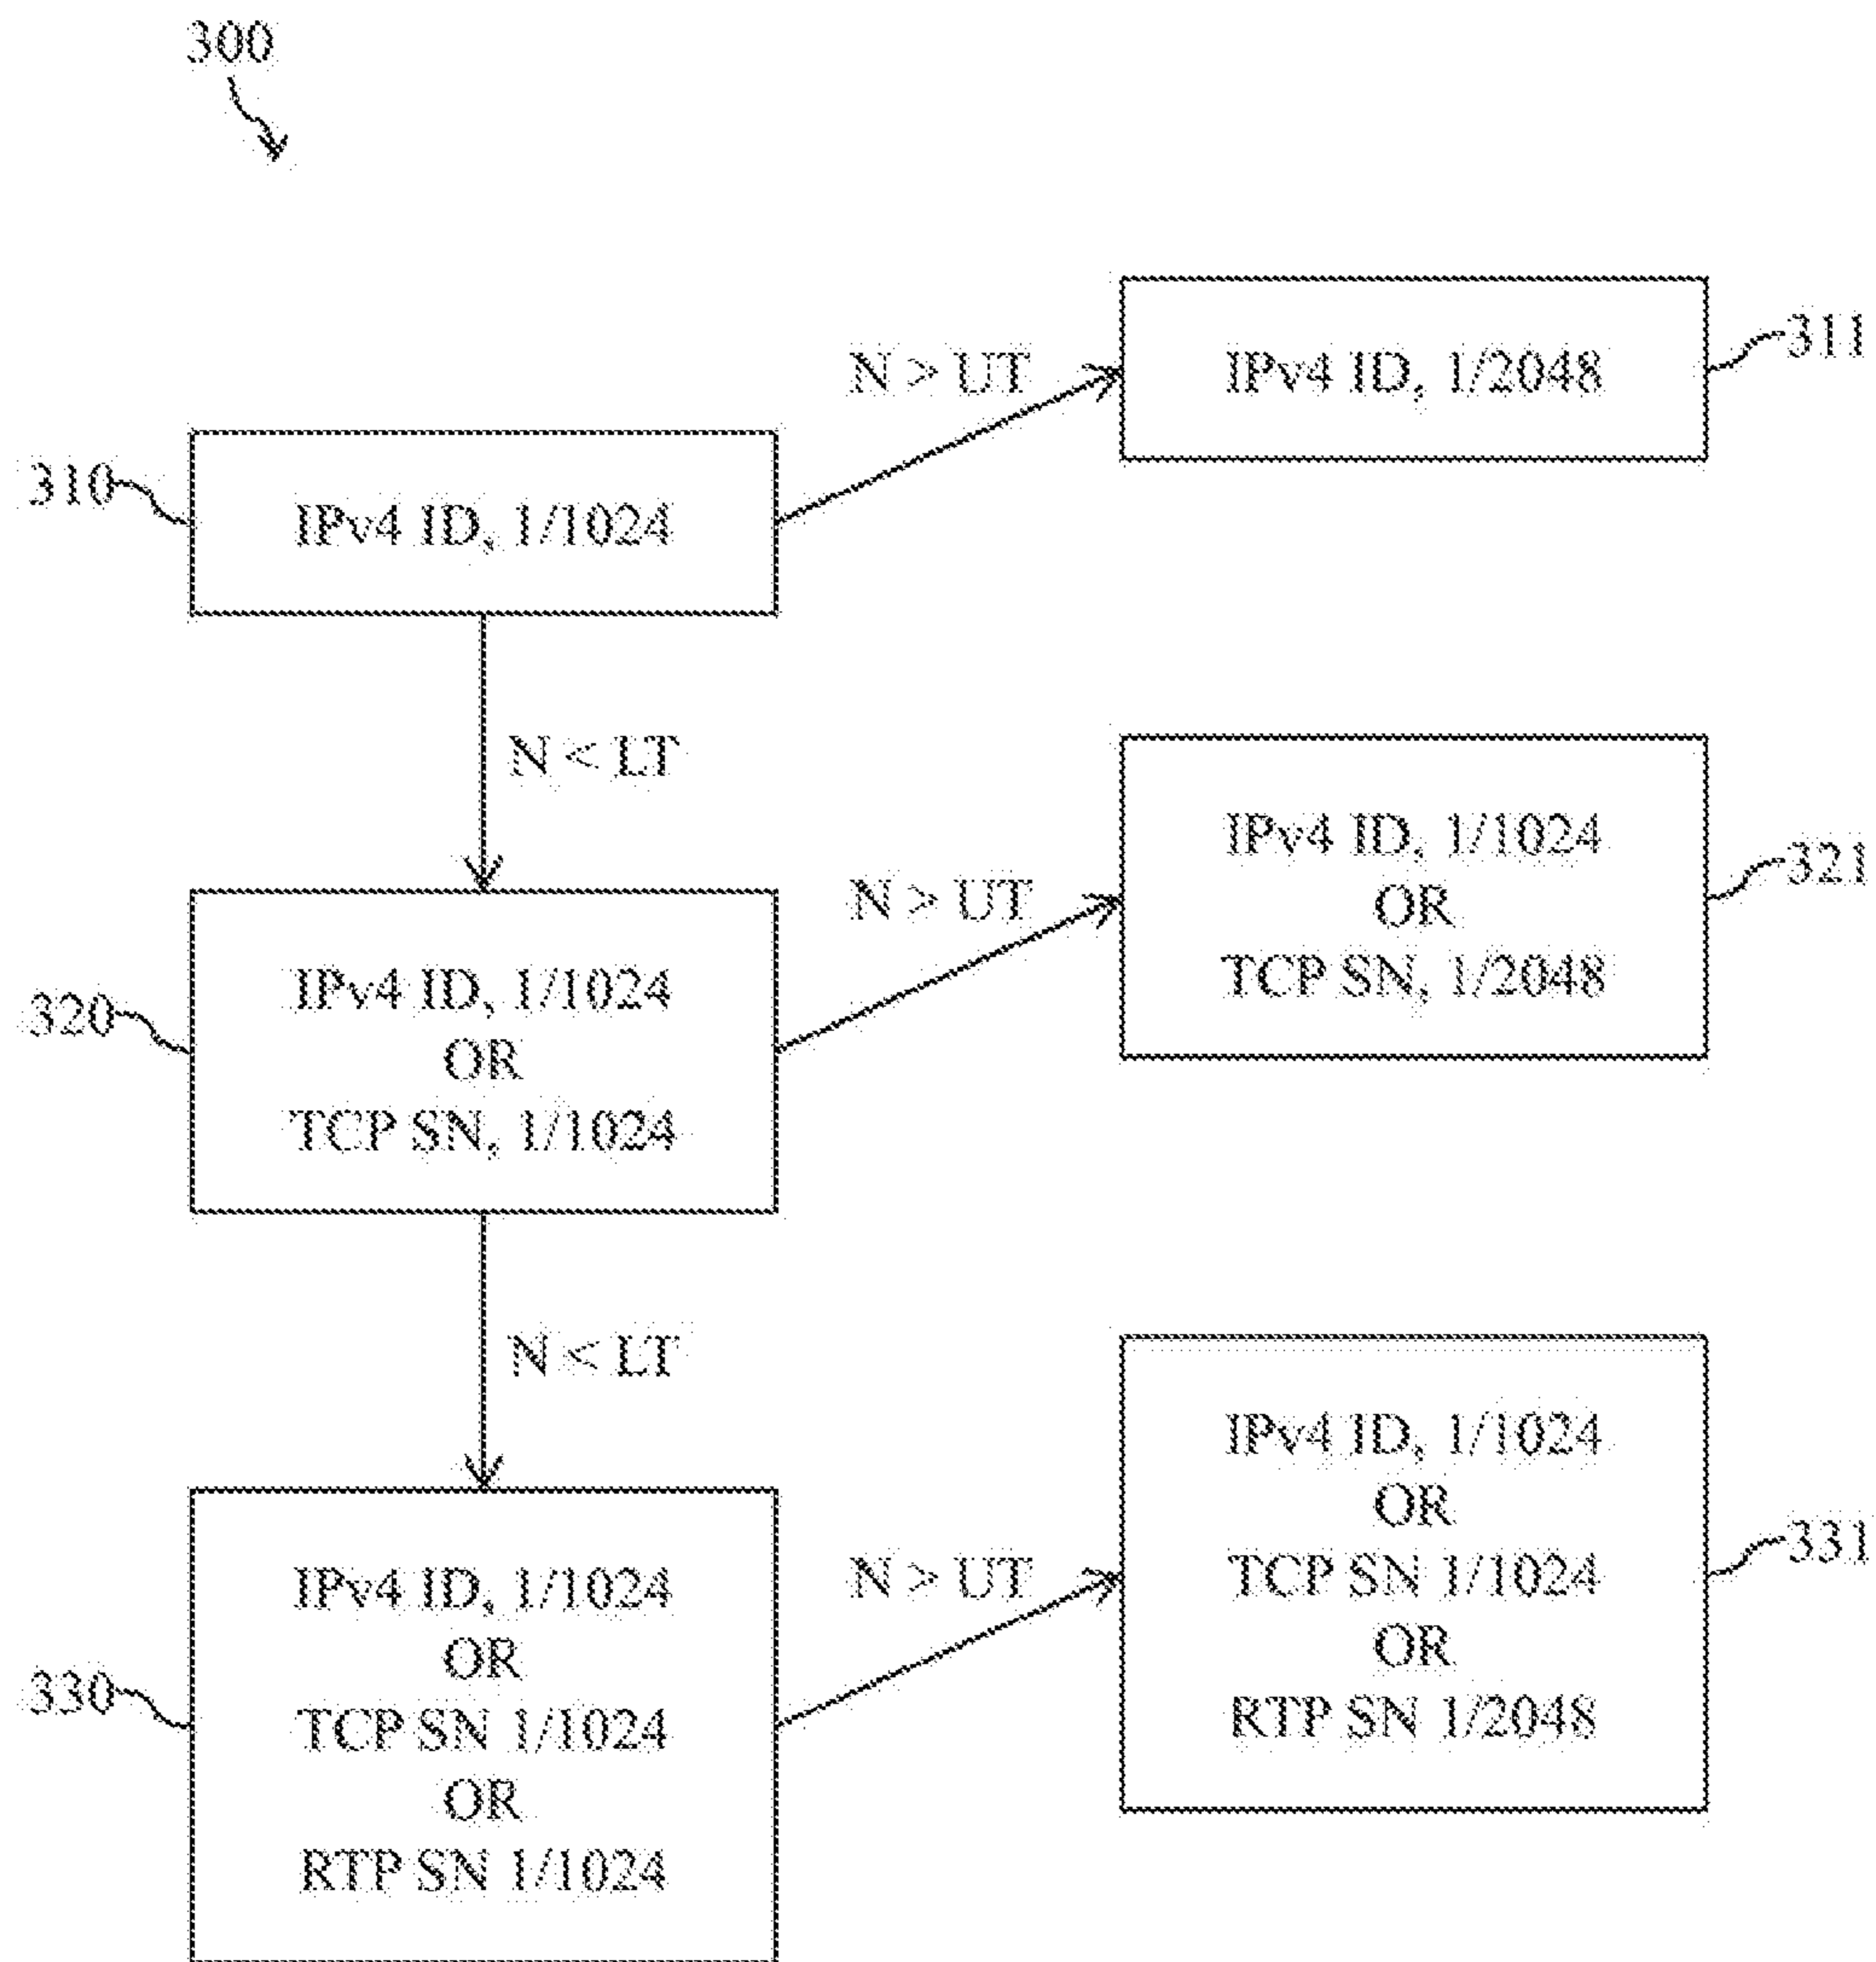 300
N > UT
IPv4 ID, 1/2048
311
310
IPv4 ID, 1/1024
N < LT
IPv4 ID, 1/1024
OR
TCP SN, 1/2048
321
N > UT
320
IPv4 ID, 1/1024
OR
TCP SN, 1/1024
N < LT
IPv4 ID, 1/1024
OR
TCP SN 1/1024
OR
RTP SN 1/2048
331
N > UT
330
IPv4 ID, 1/1024
OR
TCP SN 1/1024
OR
RTP SN 1/1024